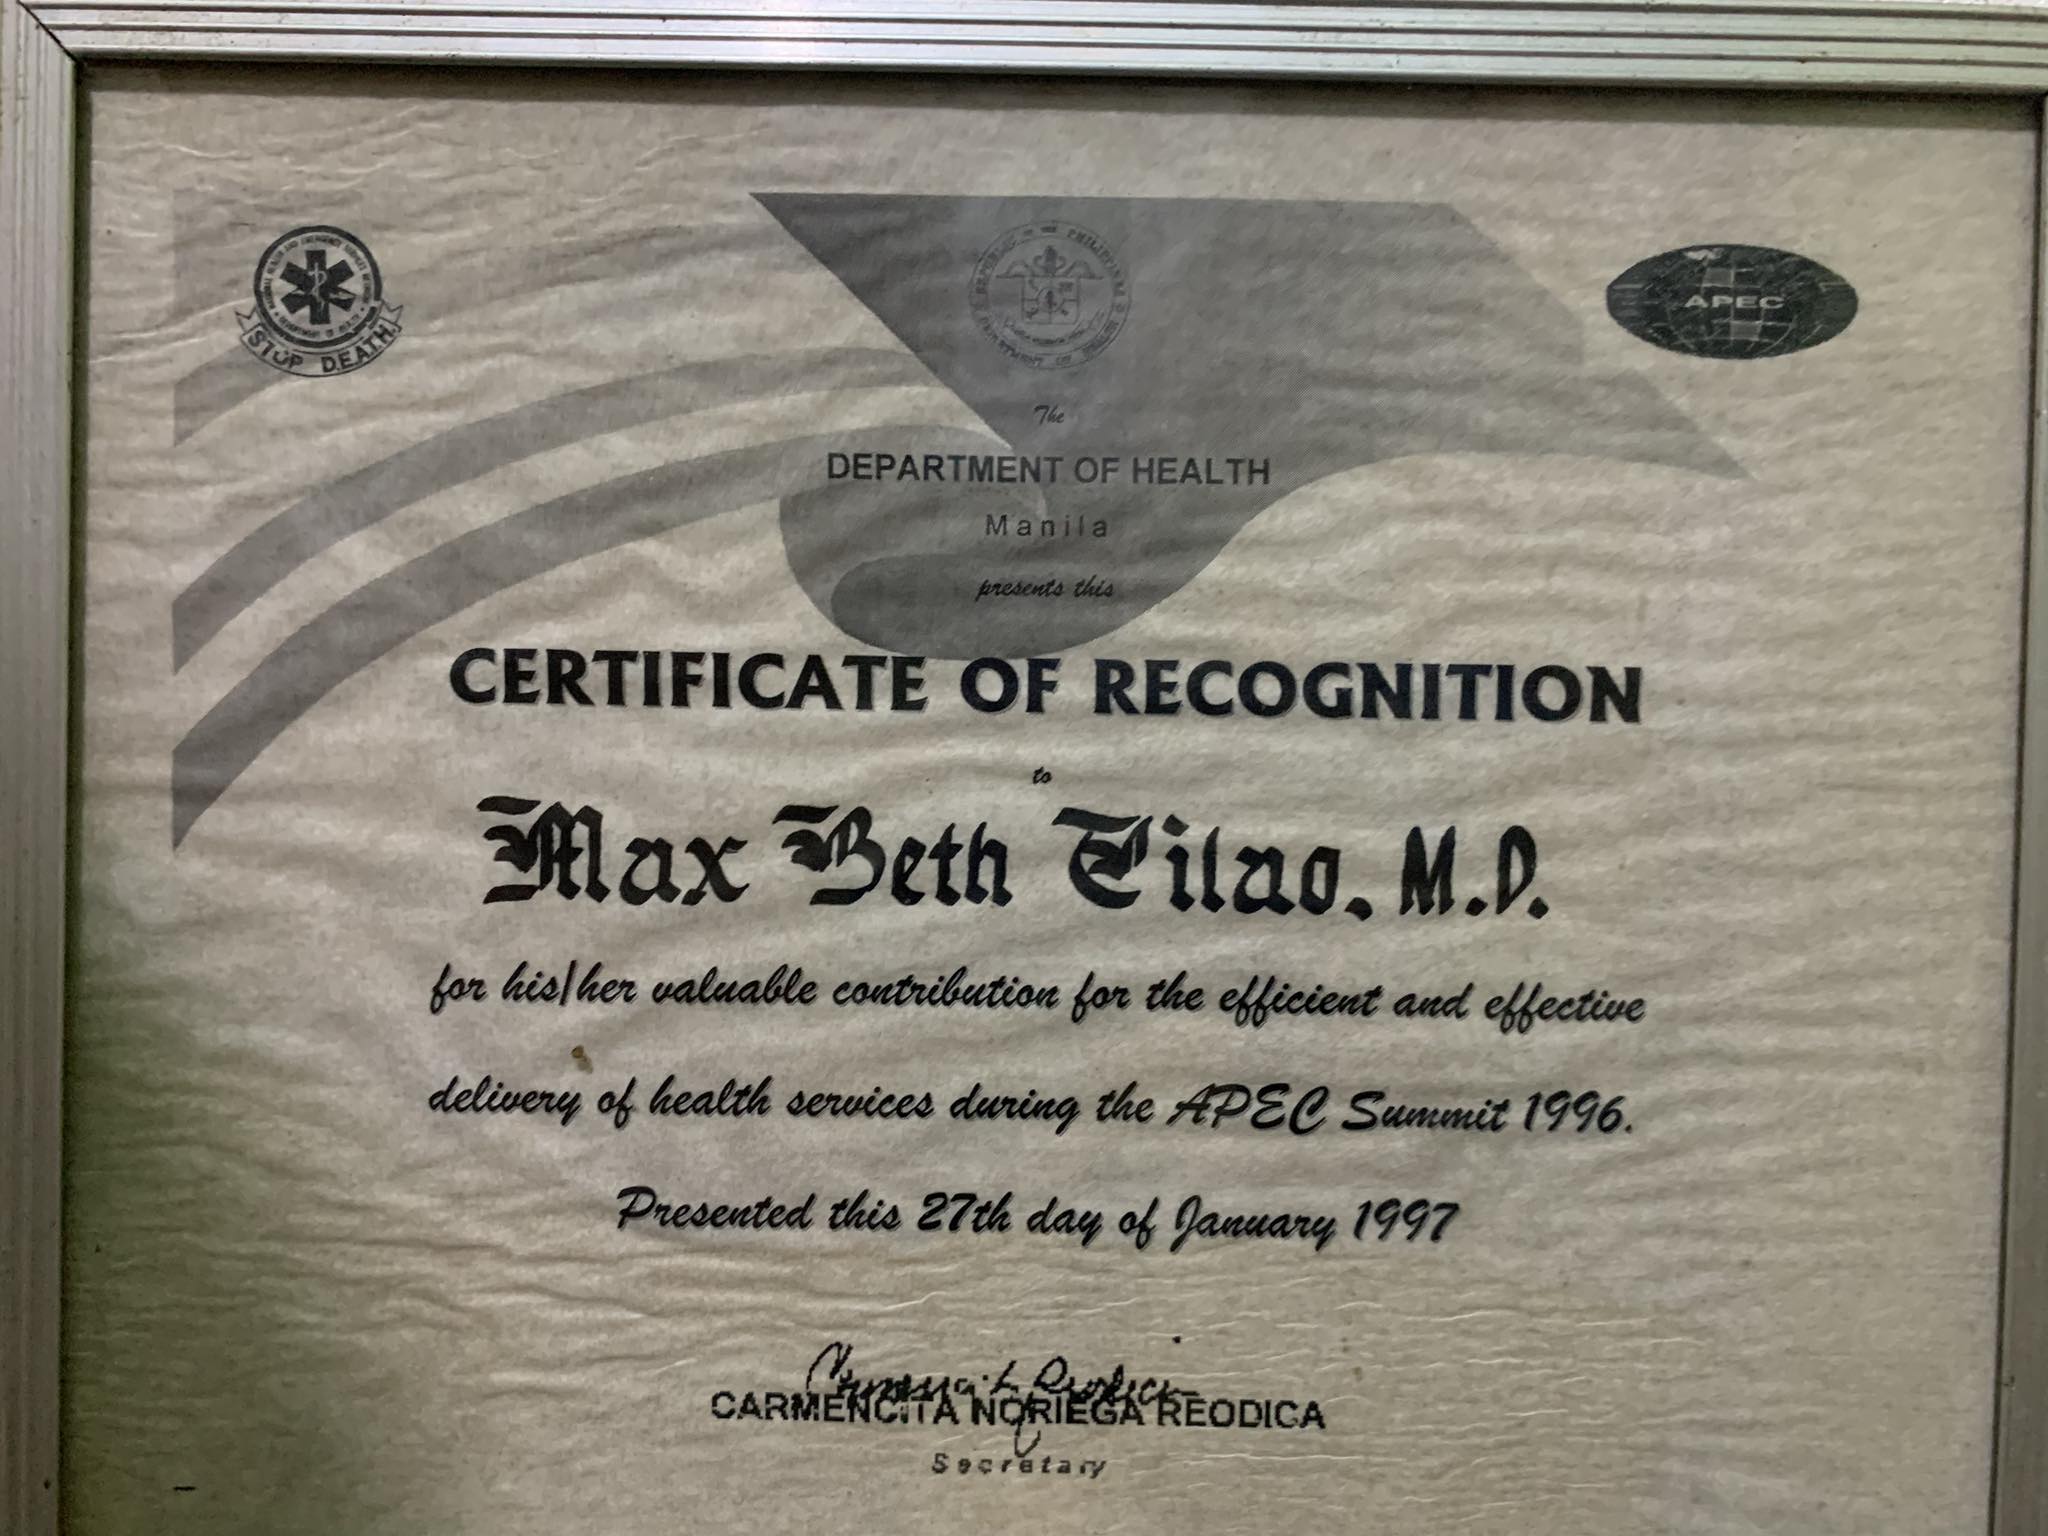 STOP DEATH
APEC
The
DEPARTMENT OF HEALTH
Manila
presents this
CERTIFICATE OF RECOGNITION
to
Max Beth Tilao, M.D.
for his/her valuable contribution for the efficient and effective
delivery of health services during the APEC Summit 1996.
Presented this 27th day of January 1997
CARMENCITA NORIEGA REODICA
Secretary